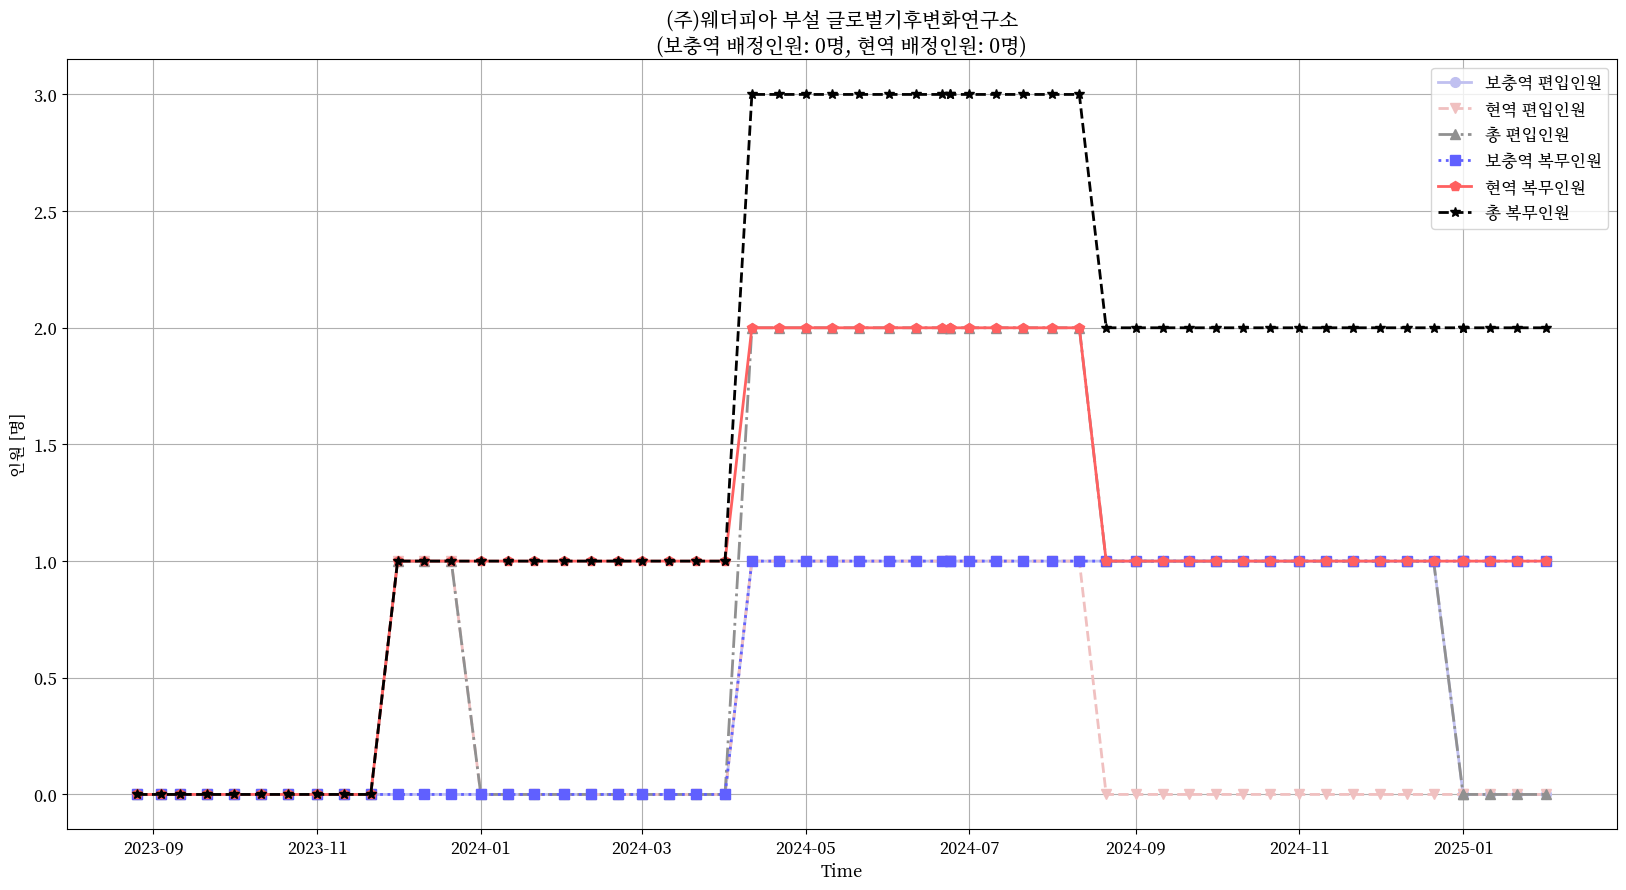 (주)웨더피아 부설 글로벌기후변화연구소
(보충역 배정인원: 0명, 현역 배정인원: 0명)
보충역 편입인원
현역 편입인원
총 편입인원
보충역 복무인원
현역 복무인원
총 복무인원
인원 [명]
3.0
2.5
2.0
1.5
1.0
0.5
0.0
2023-09 2023-11 2024-01 2024-03 2024-05 2024-07 2024-09 2024-11 2025-01
Time